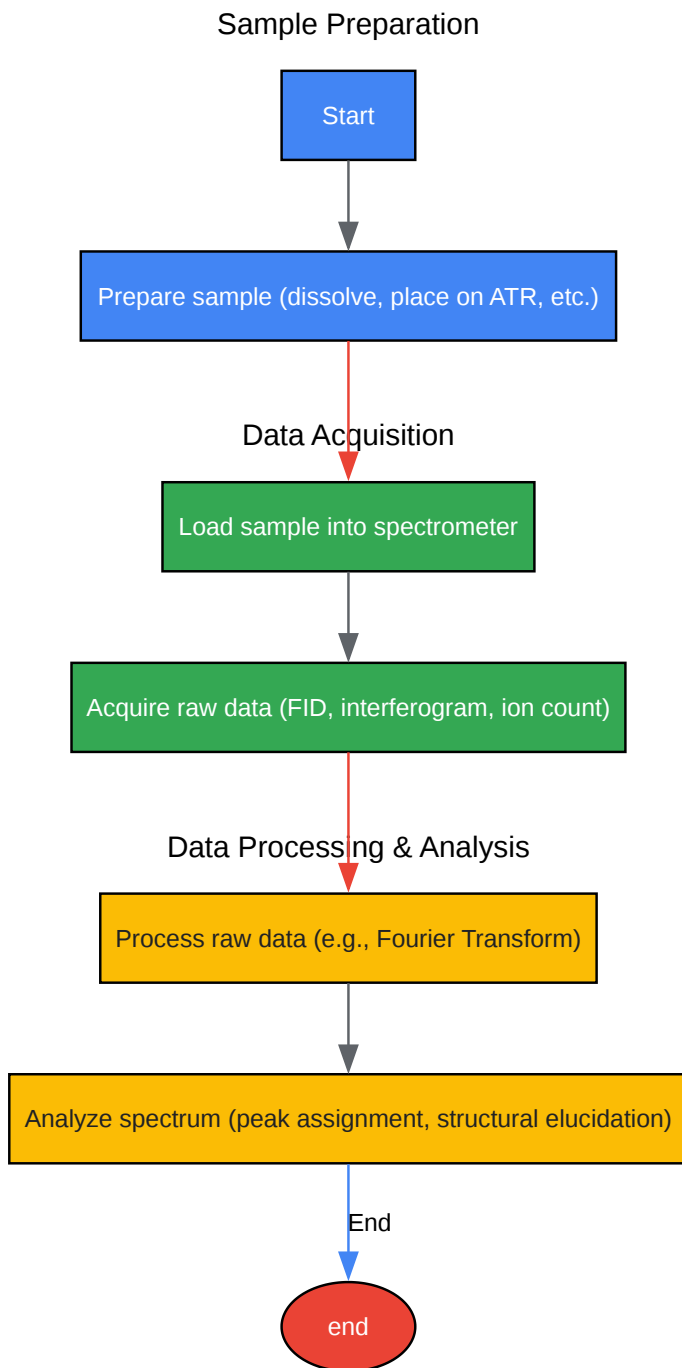 Sample Preparation
Start
Prepare sample (dissolve, place on ATR, etc.)
Data Acquisition
Load sample into spectrometer
Acquire raw data (FID, interferogram, ion count)
Data Processing & Analysis
Process raw data (e.g., Fourier Transform)
Analyze spectrum (peak assignment, structural elucidation)
End
end